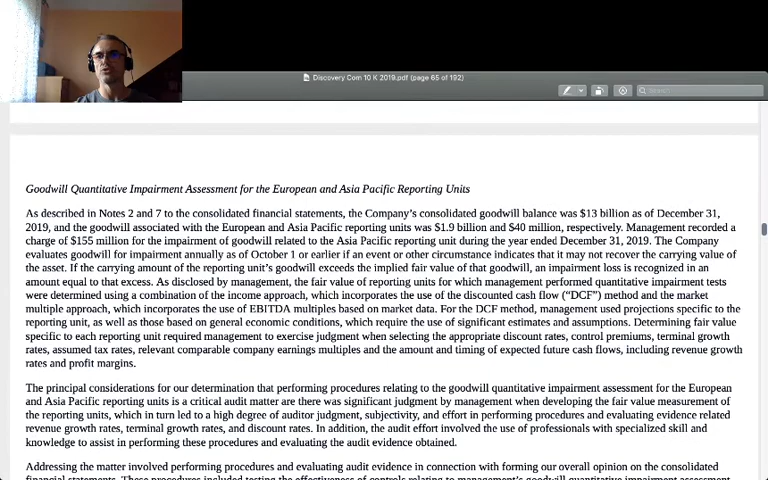 Discovery Com 10 K 2019.pdf (page 65 of 192)
Search
Goodwill Quantitative Impairment Assessment for the European and Asia Pacific Reporting Units
As described in Notes 2 and 7 to the consolidated financial statements, the Company's consolidated goodwill balance was $13 billion as of December 31,
2019, and the goodwill associated with the European and Asia Pacific reporting units was $1.9 billion and $40 million, respectively. Management recorded a
charge of $155 million for the impairment of goodwill related to the Asia Pacific reporting unit during the year ended December 31, 2019. The Company
evaluates goodwill for impairment annually as of October 1 or earlier if an event or other circumstance indicates that it may not recover the carrying value of
the asset. If the carrying amount of the reporting unit's goodwill exceeds the implied fair value of that goodwill, an impairment loss is recognized in an
amount equal to that excess. As disclosed by management, the fair value of reporting units for which management performed quantitative impairment tests
were determined using a combination of the income approach, which incorporates the use of the discounted cash flow ("DCF") method and the market
multiple approach, which incorporates the use of EBITDA multiples based on market data. For the DCF method, management used projections specific to the
reporting unit, as well as those based on general economic conditions, which require the use of significant estimates and assumptions. Determining fair value
specific to each reporting unit required management to exercise judgment when selecting the appropriate discount rates, control premiums, terminal growth
rates, assumed tax rates, relevant comparable company earnings multiples and the amount and timing of expected future cash flows, including revenue growth
rates and profit margins.
The principal considerations for our determination that performing procedures relating to the goodwill quantitative impairment assessment for the European
and Asia Pacific reporting units is a critical audit matter are there was significant judgment by management when developing the fair value measurement of
the reporting units, which in turn led to a high degree of auditor judgment, subjectivity, and effort in performing procedures and evaluating evidence related
revenue growth rates, terminal growth rates, and discount rates. In addition, the audit effort involved the use of professionals with specialized skill and
knowledge to assist in performing these procedures and evaluating the audit evidence obtained.
Addressing the matter involved performing procedures and evaluating audit evidence in connection with forming our overall opinion on the consolidated
financial statements. These procedures included testing the effectiveness of controls relating to management's goodwill quantitative impairment assessment